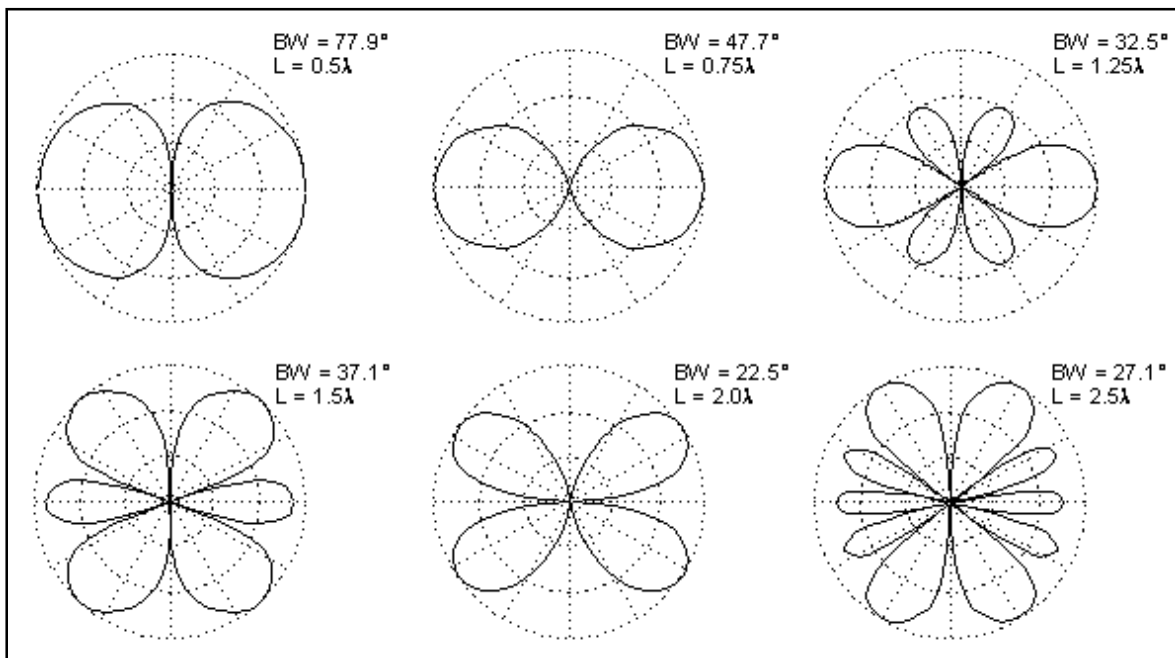 BW = 77.9°
L = 0.5λ
BW = 47.7°
L = 0.75λ
BW = 32.5°
L = 1.25λ
BW = 37.1°
L = 1.5λ
BW = 22.5°
L = 2.0λ
BW = 27.1°
L = 2.5λ